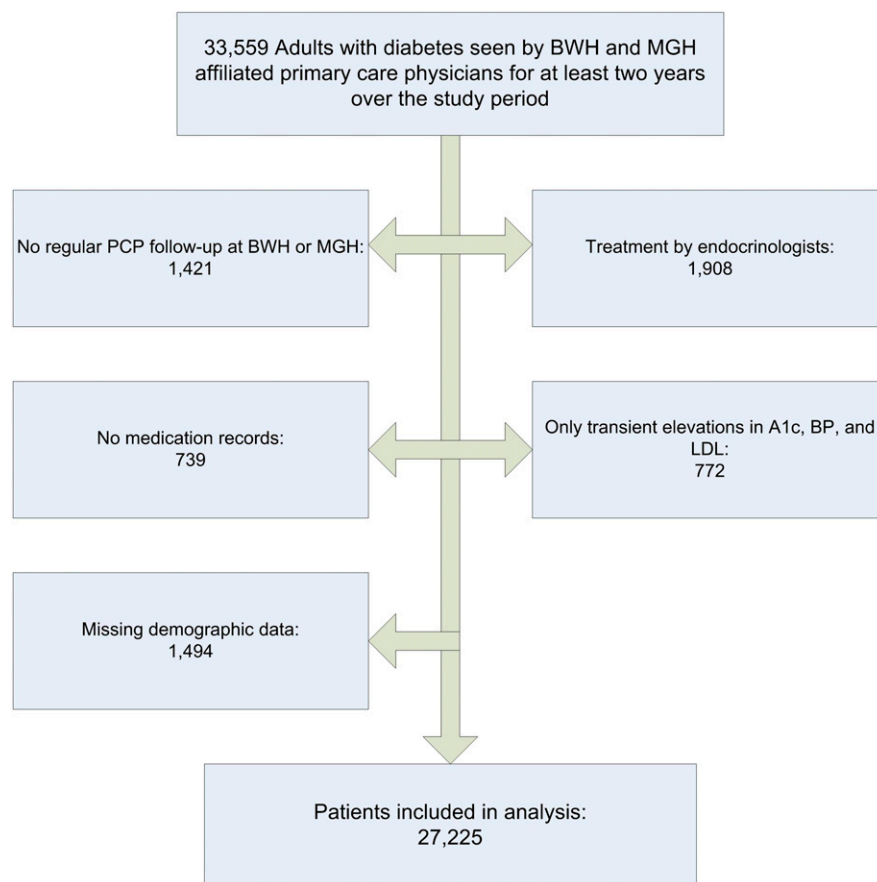 33,559 Adults with diabetes seen by BWH and MGH
affiliated primary care physicians for at least two years
over the study period
No regular PCP follow-up at BWH or MGH:
1,421
Treatment by endocrinologists:
1,908
No medication records:
739
Only transient elevations in A1c, BP, and
LDL:
772
Missing demographic data:
1,494
Patients included in analysis:
27,225